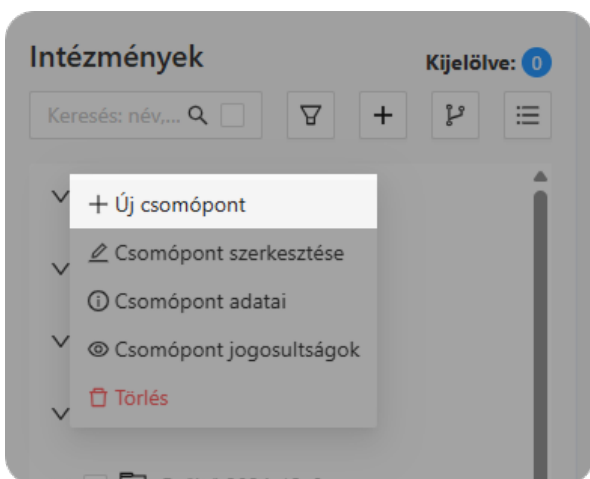 Intézmények
Kijelölve: 0
Keresés: név,...
Új csomópont
Csomópont szerkesztése
Csomópont adatai
Csomópont jogosultságok
Törlés